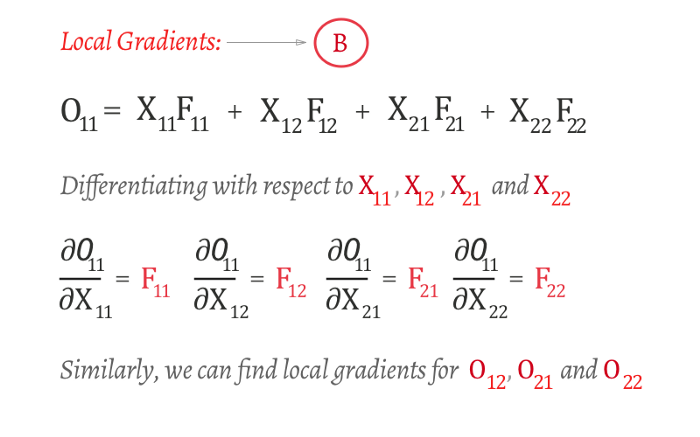 Local Gradients: B
O₁₁ = X₁₁F₁₁ + X₁₂F₁₂ + X₂₁F₂₁ + X₂₂F₂₂
Differentiating with respect to X₁₁, X₁₂, X₂₁ and X₂₂
∂O₁₁/∂X₁₁ = F₁₁ ∂O₁₁/∂X₁₂ = F₁₂ ∂O₁₁/∂X₂₁ = F₂₁ ∂O₁₁/∂X₂₂ = F₂₂
Similarly, we can find local gradients for O₁₂, O₂₁ and O₂₂